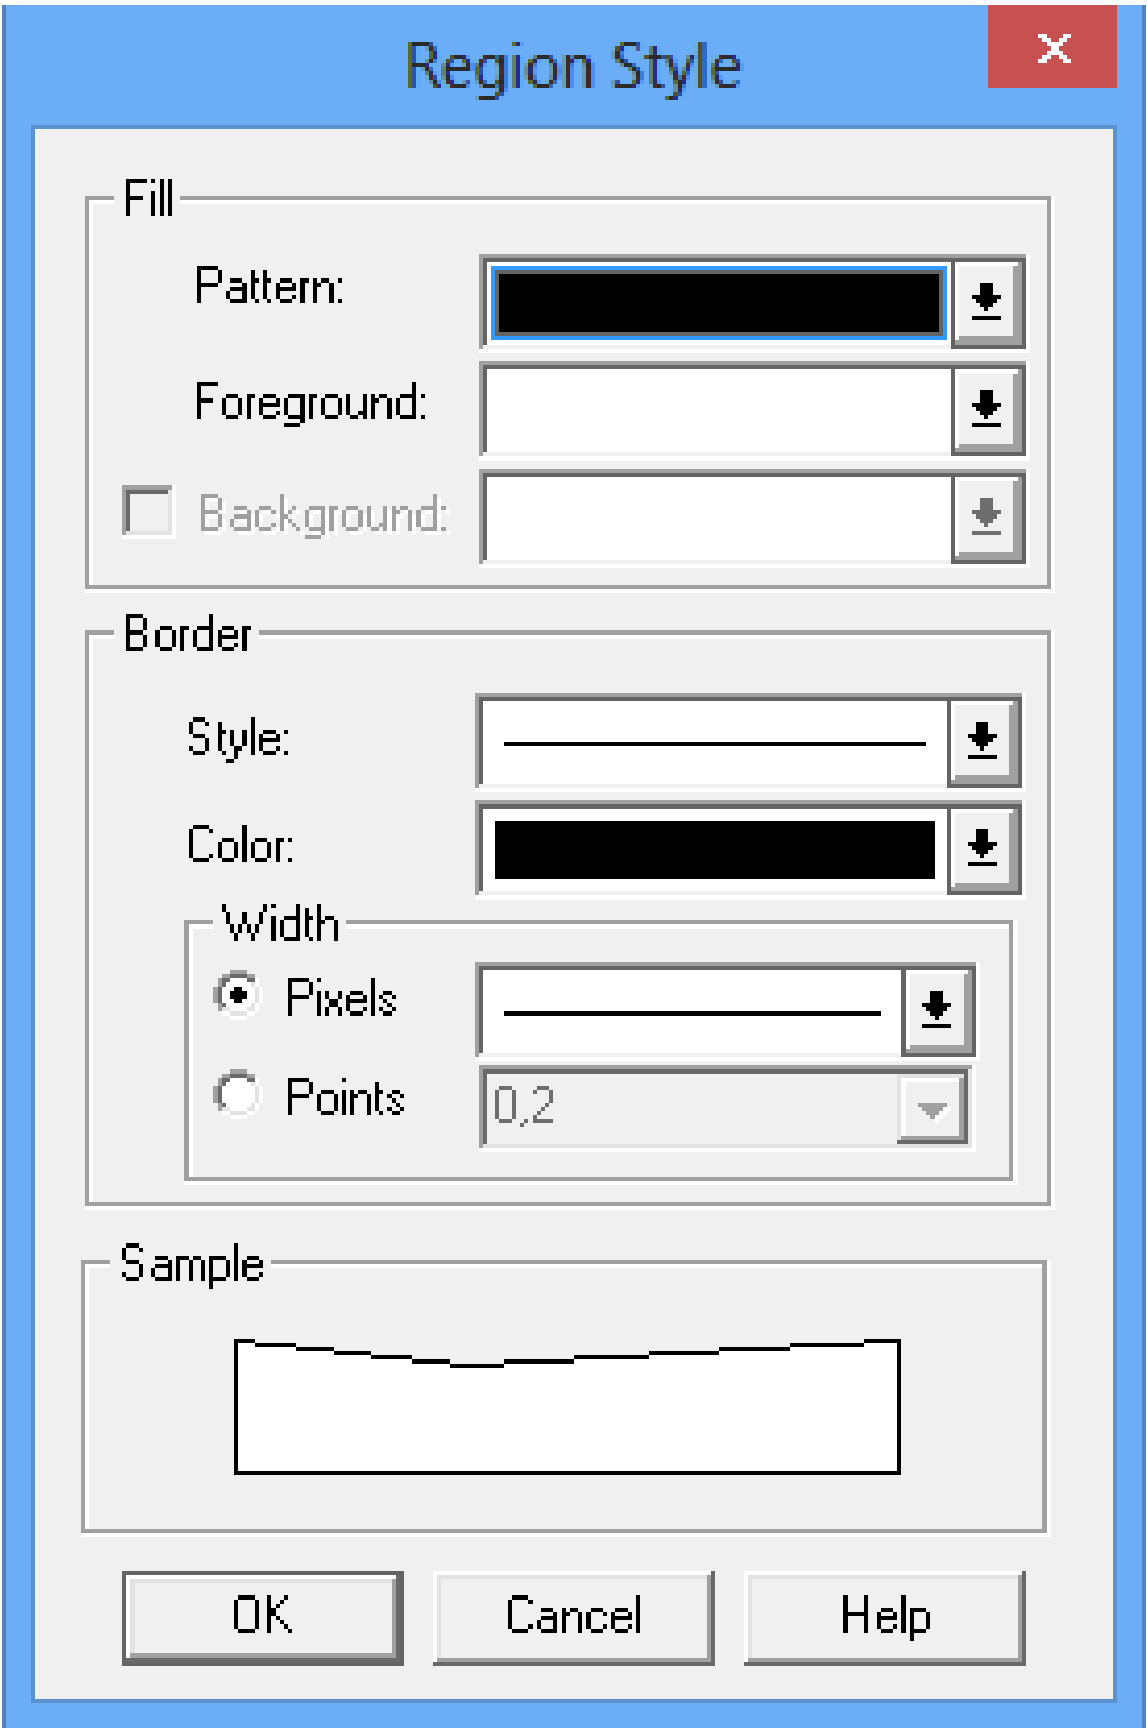 Region Style
Fill
Pattern:
Foreground:
Background:
Border
Style:
Color:
Width
Pixels
Points 0,2
Sample
OK Cancel Help